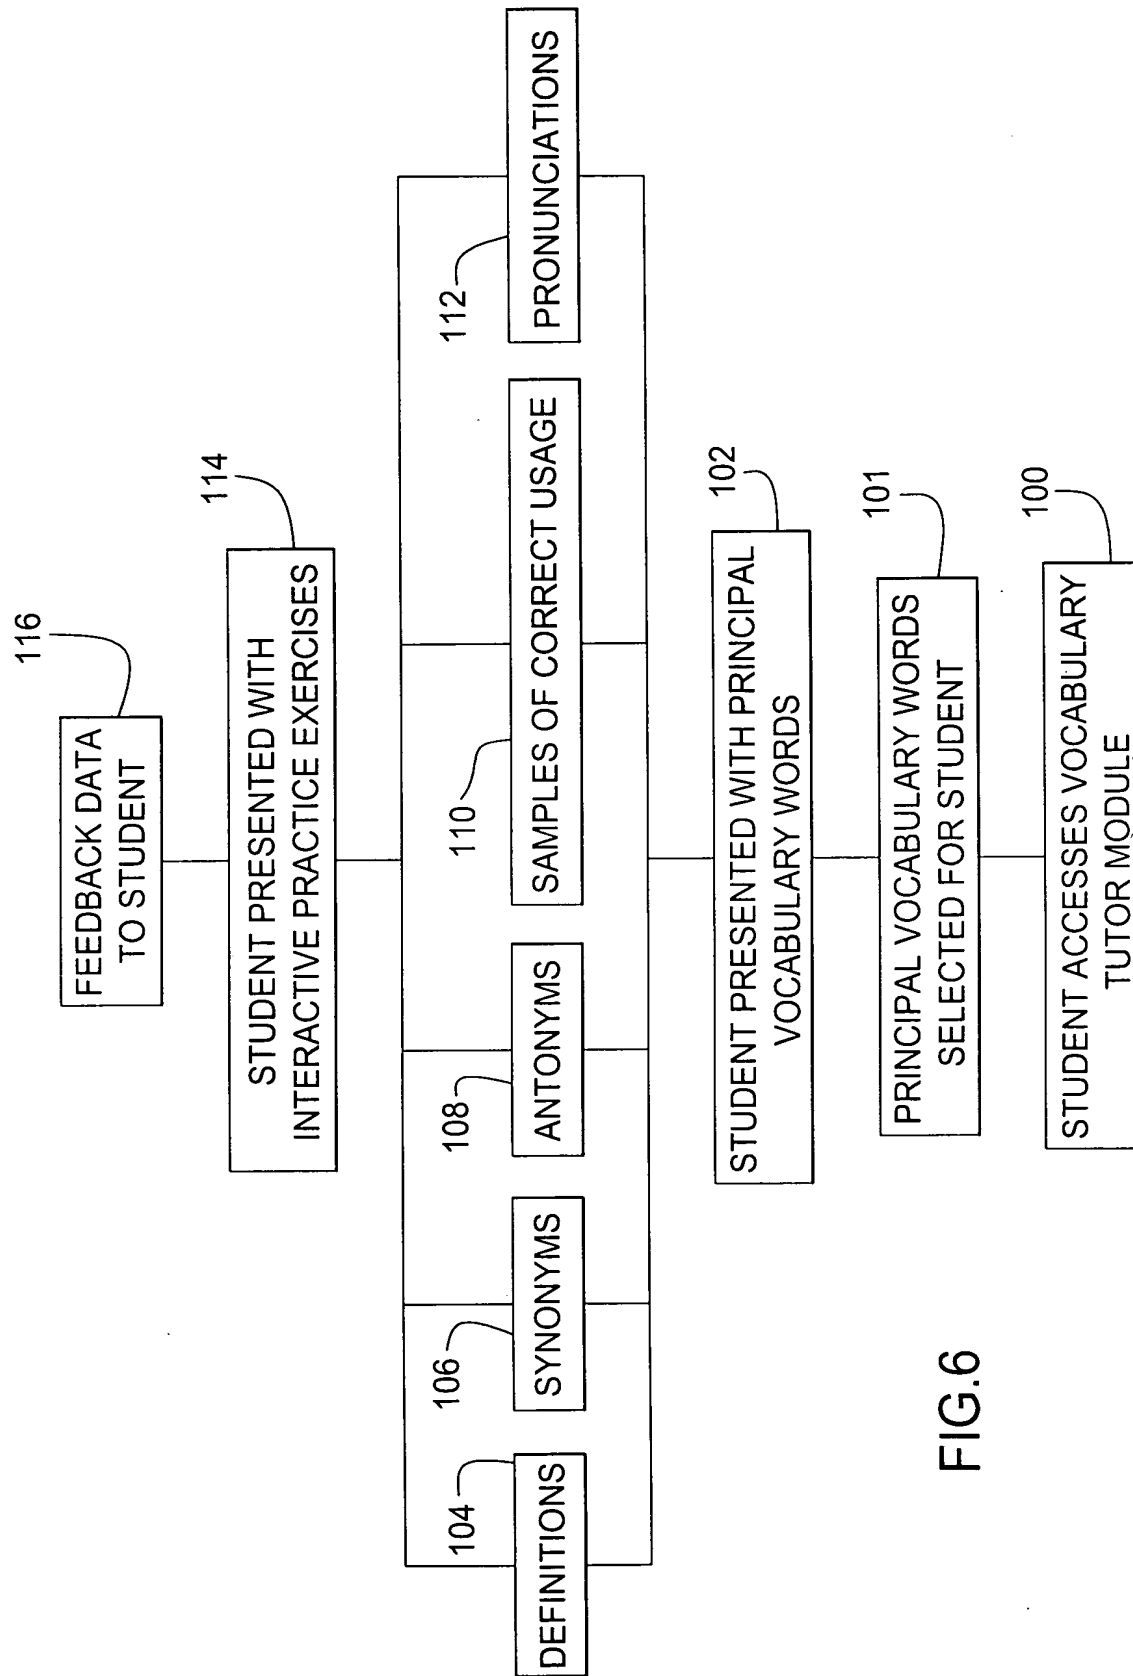 116
FEEDBACK DATA
TO STUDENT
114
STUDENT PRESENTED WITH
INTERACTIVE PRACTICE EXERCISES
104
DEFINITIONS
106
SYNONYMS
108
ANTONYMS
110
SAMPLES OF CORRECT USAGE
112
PRONUNCIATIONS
102
STUDENT PRESENTED WITH PRINCIPAL
VOCABULARY WORDS
101
PRINCIPAL VOCABULARY WORDS
SELECTED FOR STUDENT
100
STUDENT ACCESSES VOCABULARY
TUTOR MODULE
FIG.6